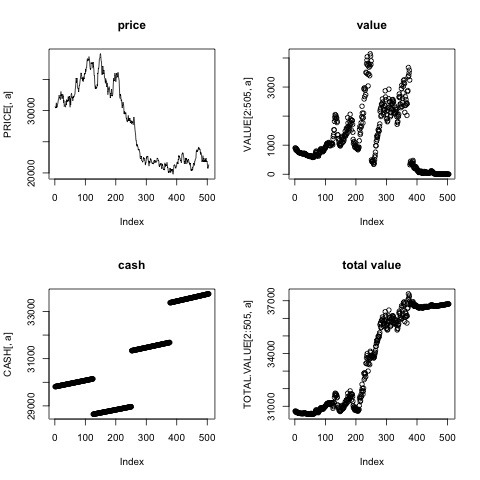 price
value
PRICE[, a]
20000
30000
0 100 200 300 400 500
Index
VALUE[2:505, a]
0
1000
3000
0 100 200 300 400 500
Index
cash
total value
CASH[, a]
29000
31000
33000
0 100 200 300 400 500
Index
TOTAL.VALUE[2:505, a]
31000
34000
37000
0 100 200 300 400 500
Index